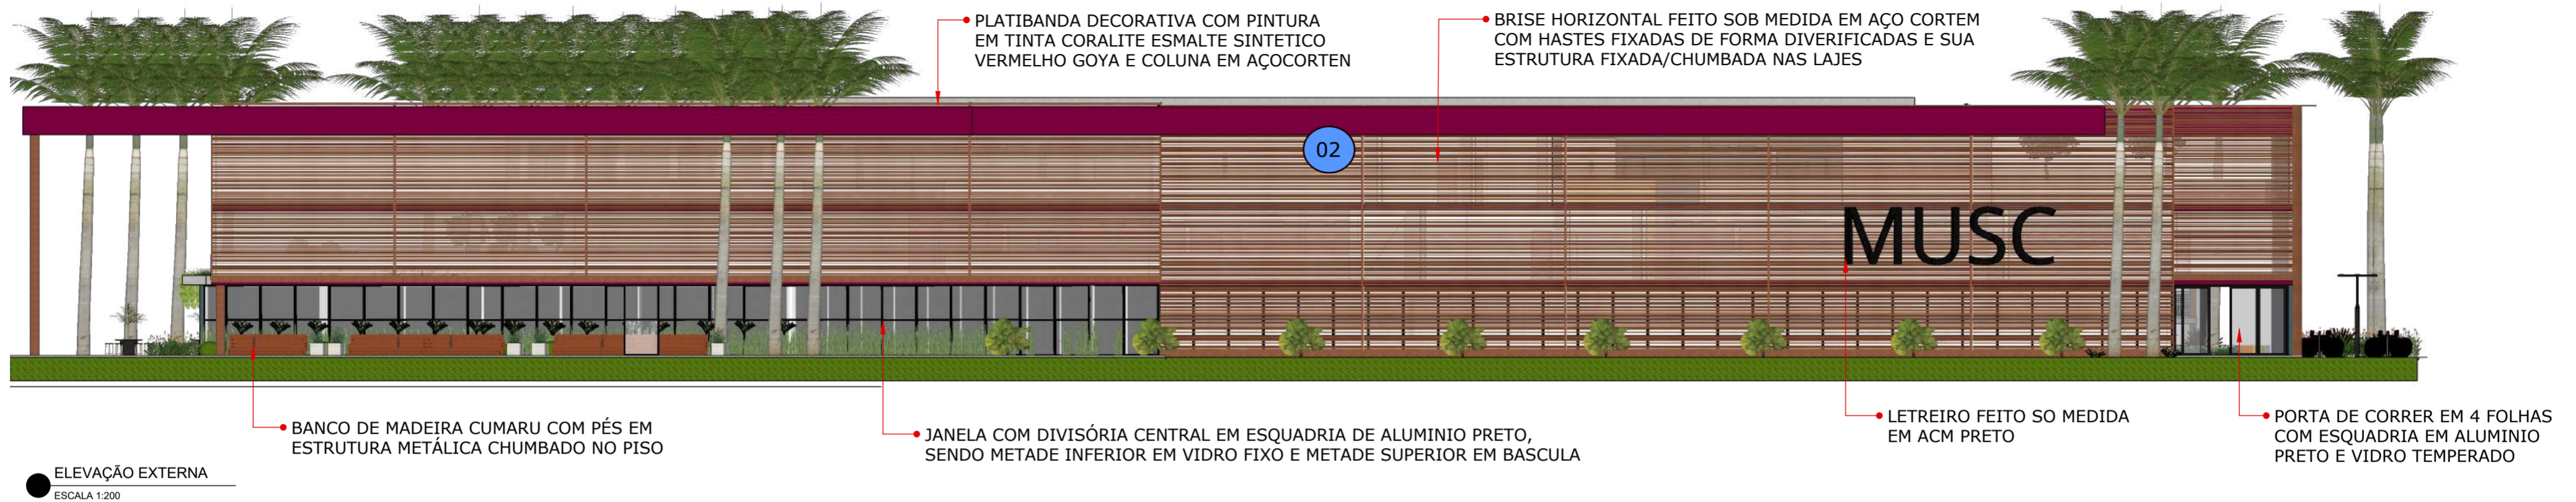 PLATIBANDA DECORATIVA COM PINTURA
EM TINTA CORALITE ESMALTE SINTETICO
VERMELHO GOYA E COLUNA EM AÇOCORTEN
BRISE HORIZONTAL FEITO SOB MEDIDA EM AÇO CORTEM
COM HASTES FIXADAS DE FORMA DIVERIFICADAS E SUA
ESTRUTURA FIXADA/CHUMBADA NAS LAJES
02
MUSC
BANCO DE MADEIRA CUMARU COM PÉS EM
ESTRUTURA METÁLICA CHUMBADO NO PISO
JANELA COM DIVISÓRIA CENTRAL EM ESQUADRIA DE ALUMINIO PRETO,
SENDO METADE INFERIOR EM VIDRO FIXO E METADE SUPERIOR EM BASCULA
LETREIRO FEITO SO MEDIDA
EM ACM PRETO
PORTA DE CORRER EM 4 FOLHAS
COM ESQUADRIA EM ALUMINIO
PRETO E VIDRO TEMPERADO
ELEVAÇÃO EXTERNA
ESCALA 1:200